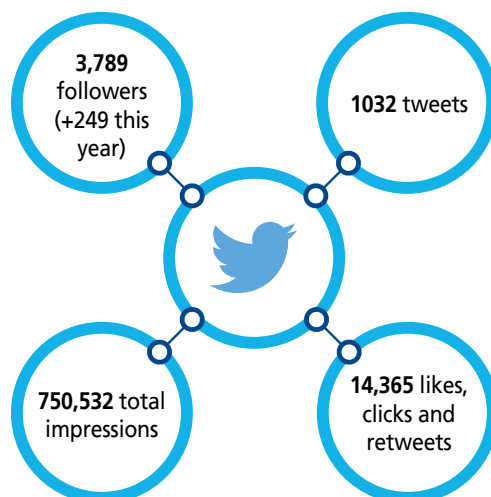 3,789
followers
(+249 this
year)
1032 tweets
750,532 total
impressions
14,365 likes,
clicks and
retweets